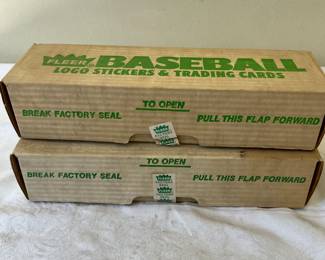 FLEER BASEBALL
LOGO STICKERS & TRADING CARDS
TO OPEN
BREAK FACTORY SEAL PULL THIS FLAP FORWARD
TO OPEN
BREAK FACTORY SEAL PULL THIS FLAP FORWARD